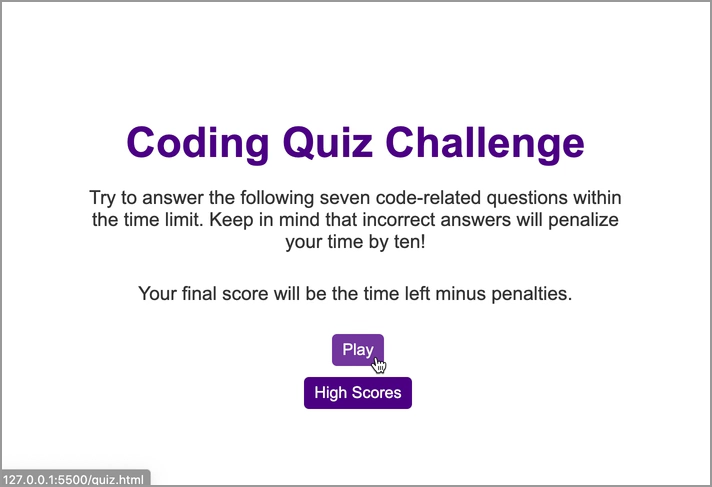 Coding Quiz Challenge
Try to answer the following seven code-related questions within
the time limit. Keep in mind that incorrect answers will penalize
your time by ten!
Your final score will be the time left minus penalties.
Play
High Scores
127.0.0.1:5500/quiz.html